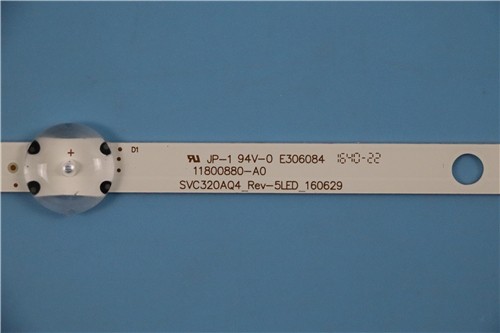 D1
JP-1 94V-0 E306084 1640-22
11800880-A0
SVC320AQ4_Rev-5LED_160629